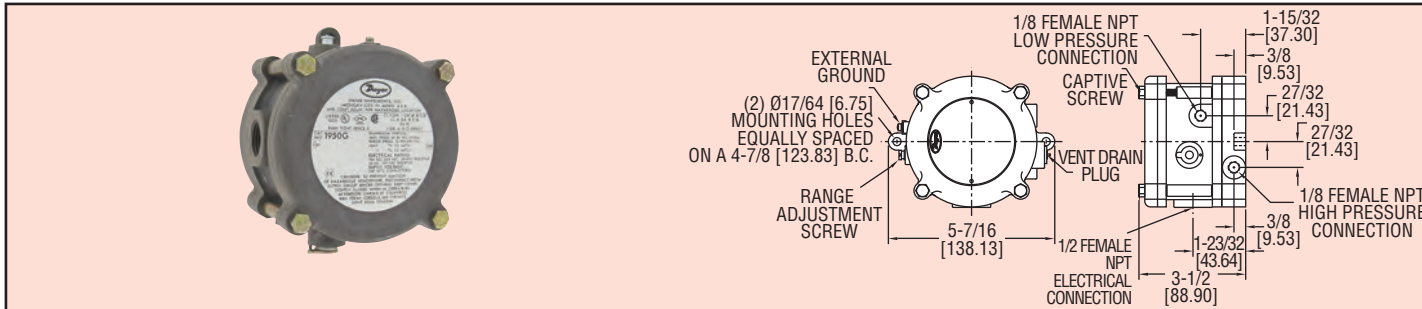 Dwyer
1950G
EXTERNAL
GROUND
(2) Ø17/64 [6.75]
MOUNTING HOLES
EQUALLY SPACED
ON A 4-7/8 [123.83] B.C.
RANGE
ADJUSTMENT
SCREW
5-7/16
[138.13]
VENT DRAIN
PLUG
1/8 FEMALE NPT
LOW PRESSURE
CONNECTION
CAPTIVE
SCREW
1-15/32
[37.30]
3/8
[9.53]
27/32
[21.43]
27/32
[21.43]
1/8 FEMALE NPT
HIGH PRESSURE
CONNECTION
3/8
[9.53]
1-23/32
[43.64]
1/2 FEMALE
NPT
ELECTRICAL
CONNECTION
3-1/2
[88.90]